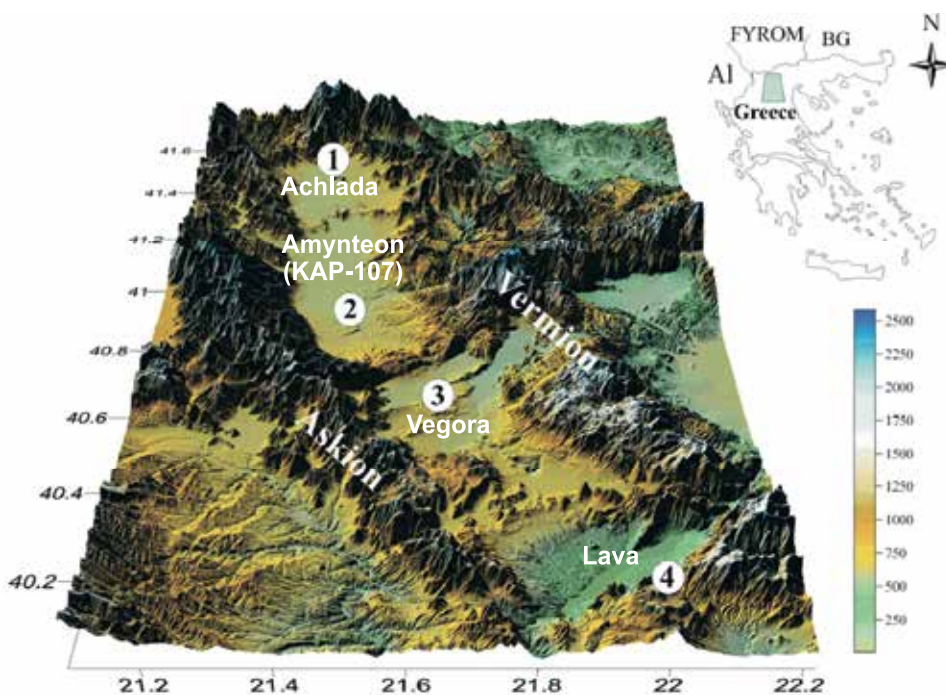 FYROM
BG
N
Al
Greece
1
Achlada
Amynteon
(KAP-107)
2
Vermion
3
Vegora
Askion
Lava
4
41.6
41.4
41.2
41
40.8
40.6
40.4
40.2
21.2
21.4
21.6
21.8
22
22.2
2500
2250
2000
1750
1500
1250
1000
750
500
250